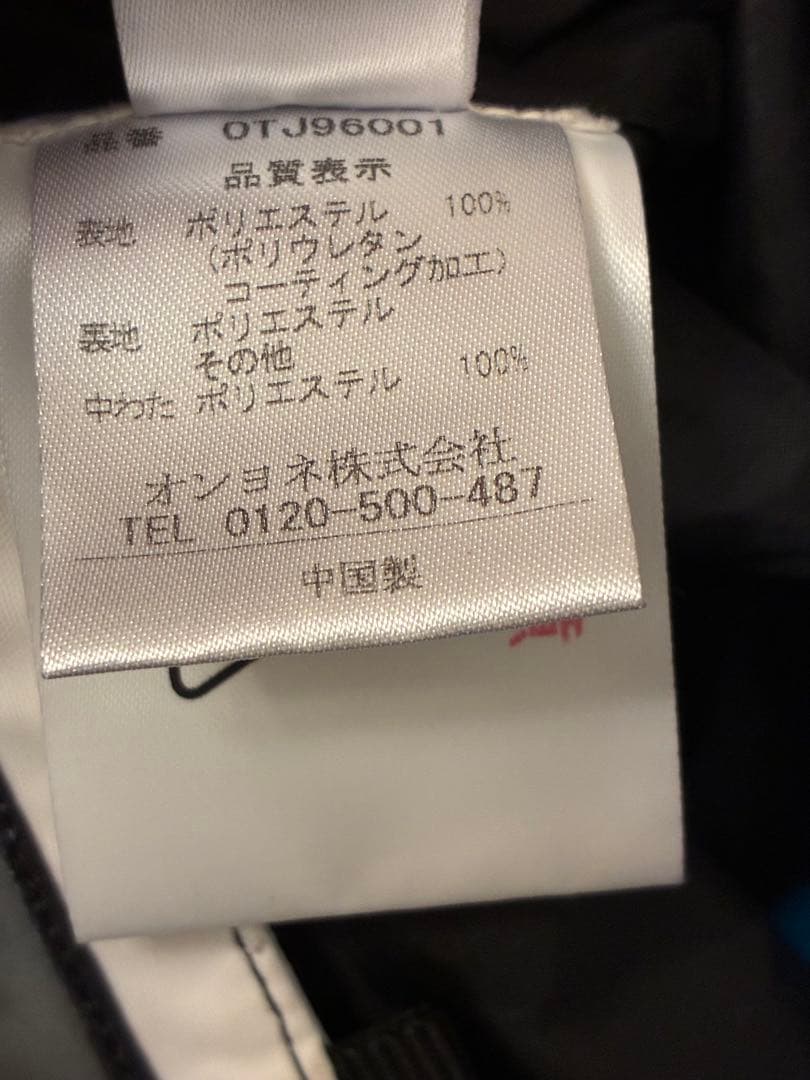 品番 OTJ96001
品質表示
表地 ポリエステル 100%
(ポリウレタン
コーティング加工)
裏地 ポリエステル
その他
中わた ポリエステル 100%
オンヨネ株式会社
TEL 0120-500-487
中国製